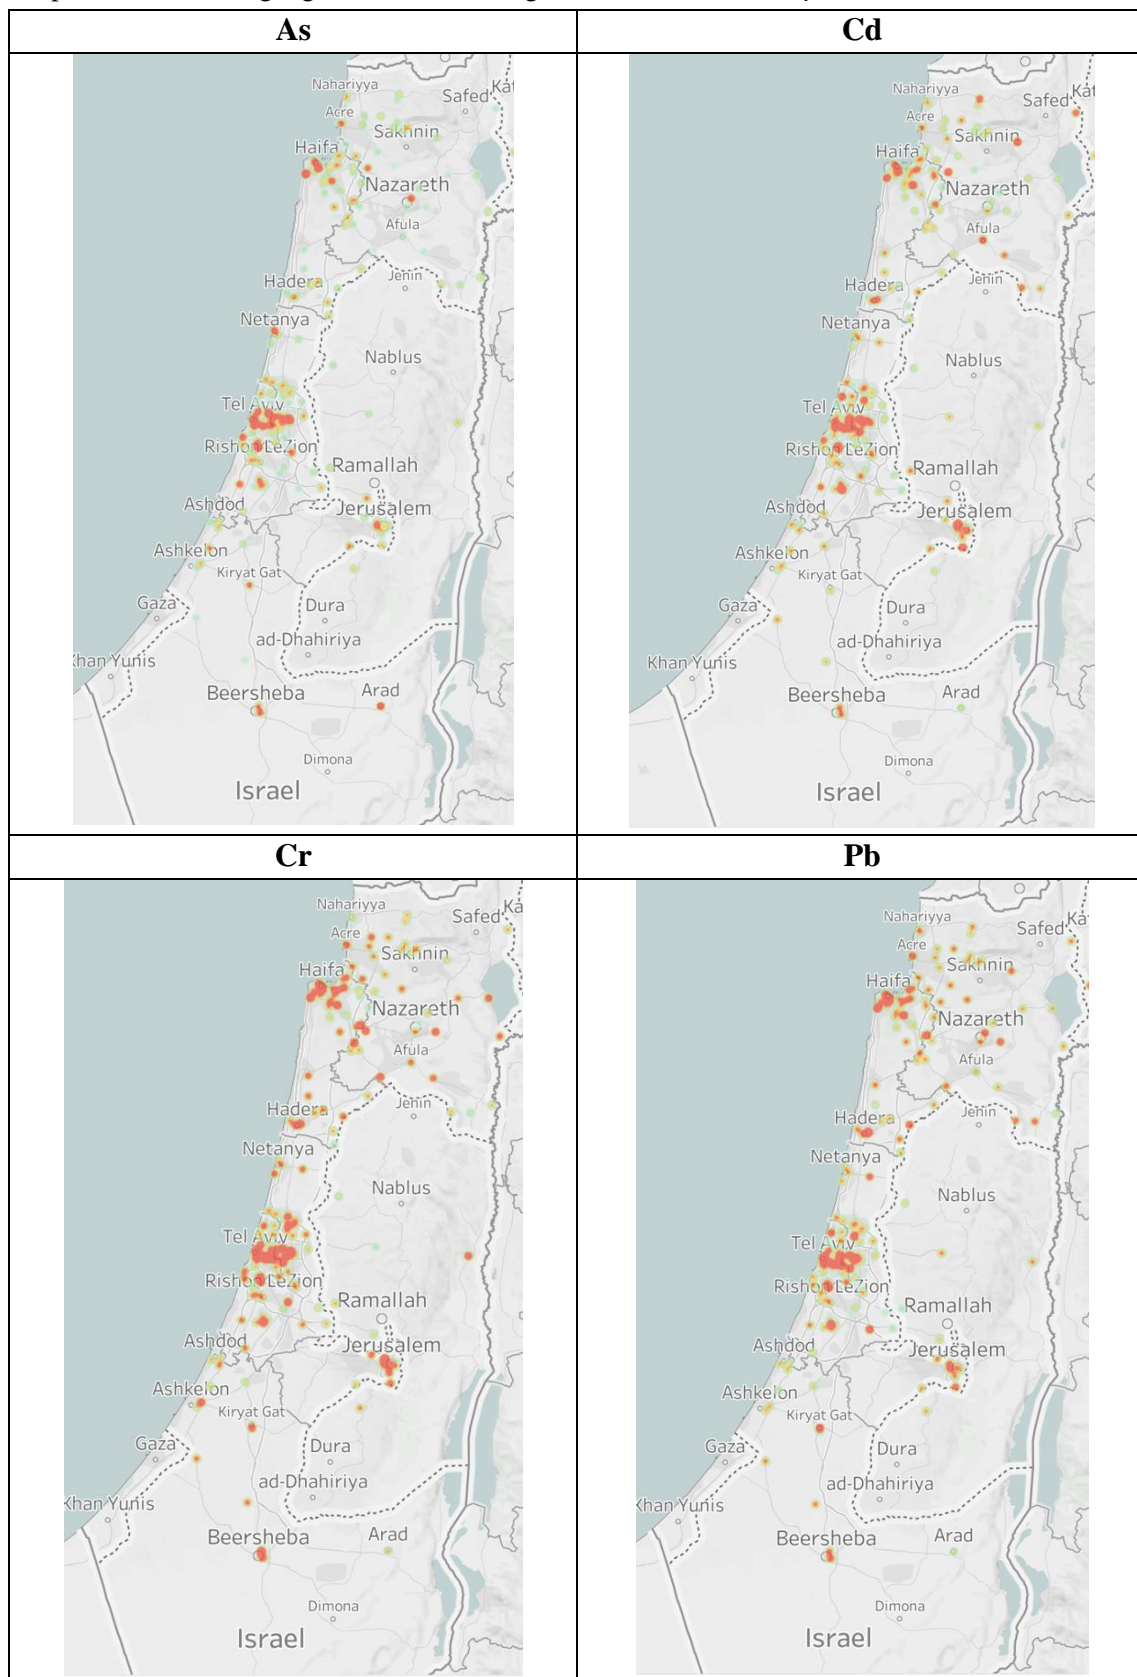 As
Cd
Nahariyya
Safed
Acre
Sakhnin
Haifa
Nazareth
Afula
Hadera
Jenin
Netanya
Nablus
Tel Aviv
Rishon LeZion
Ramallah
Ashdod
Jerusalem
Ashkelon
Kiryat Gat
Gaza
Dura
ad-Dhahiriya
Khan Yunis
Beersheba
Arad
Dimona
Israel
Nahariyya
Safed
Acre
Sakhnin
Haifa
Nazareth
Afula
Hadera
Jenin
Netanya
Nablus
Tel Aviv
Rishon LeZion
Ramallah
Ashdod
Jerusalem
Ashkelon
Kiryat Gat
Gaza
Dura
ad-Dhahiriya
Khan Yunis
Beersheba
Arad
Dimona
Israel
Cr
Pb
Nahariyya
Safed
Acre
Sakhnin
Haifa
Nazareth
Afula
Hadera
Jenin
Netanya
Nablus
Tel Aviv
Rishon LeZion
Ramallah
Ashdod
Jerusalem
Ashkelon
Kiryat Gat
Gaza
Dura
ad-Dhahiriya
Khan Yunis
Beersheba
Arad
Dimona
Israel
Nahariyya
Safed
Acre
Sakhnin
Haifa
Nazareth
Afula
Hadera
Jenin
Netanya
Nablus
Tel Aviv
Rishon LeZion
Ramallah
Ashdod
Jerusalem
Ashkelon
Kiryat Gat
Gaza
Dura
ad-Dhahiriya
Khan Yunis
Beersheba
Arad
Dimona
Israel